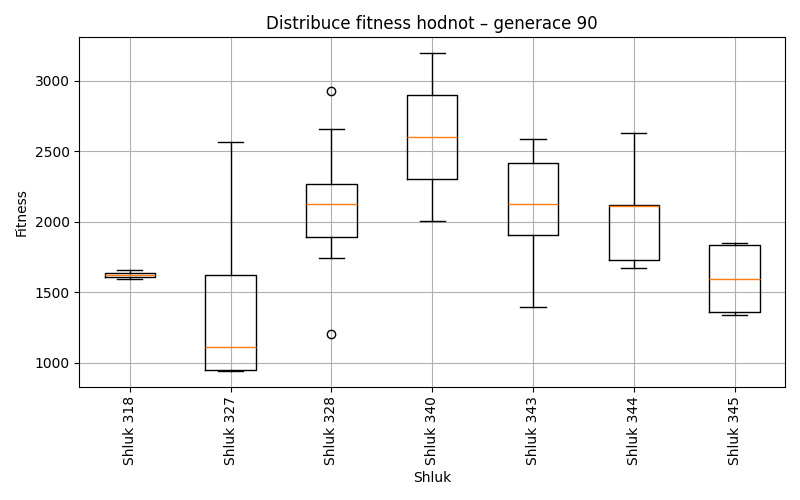 Distribuce fitness hodnot – generace 90
Fitness
3000
2500
2000
1500
1000
Shluk 318
Shluk 327
Shluk 328
Shluk 340
Shluk 343
Shluk 344
Shluk 345
Shluk